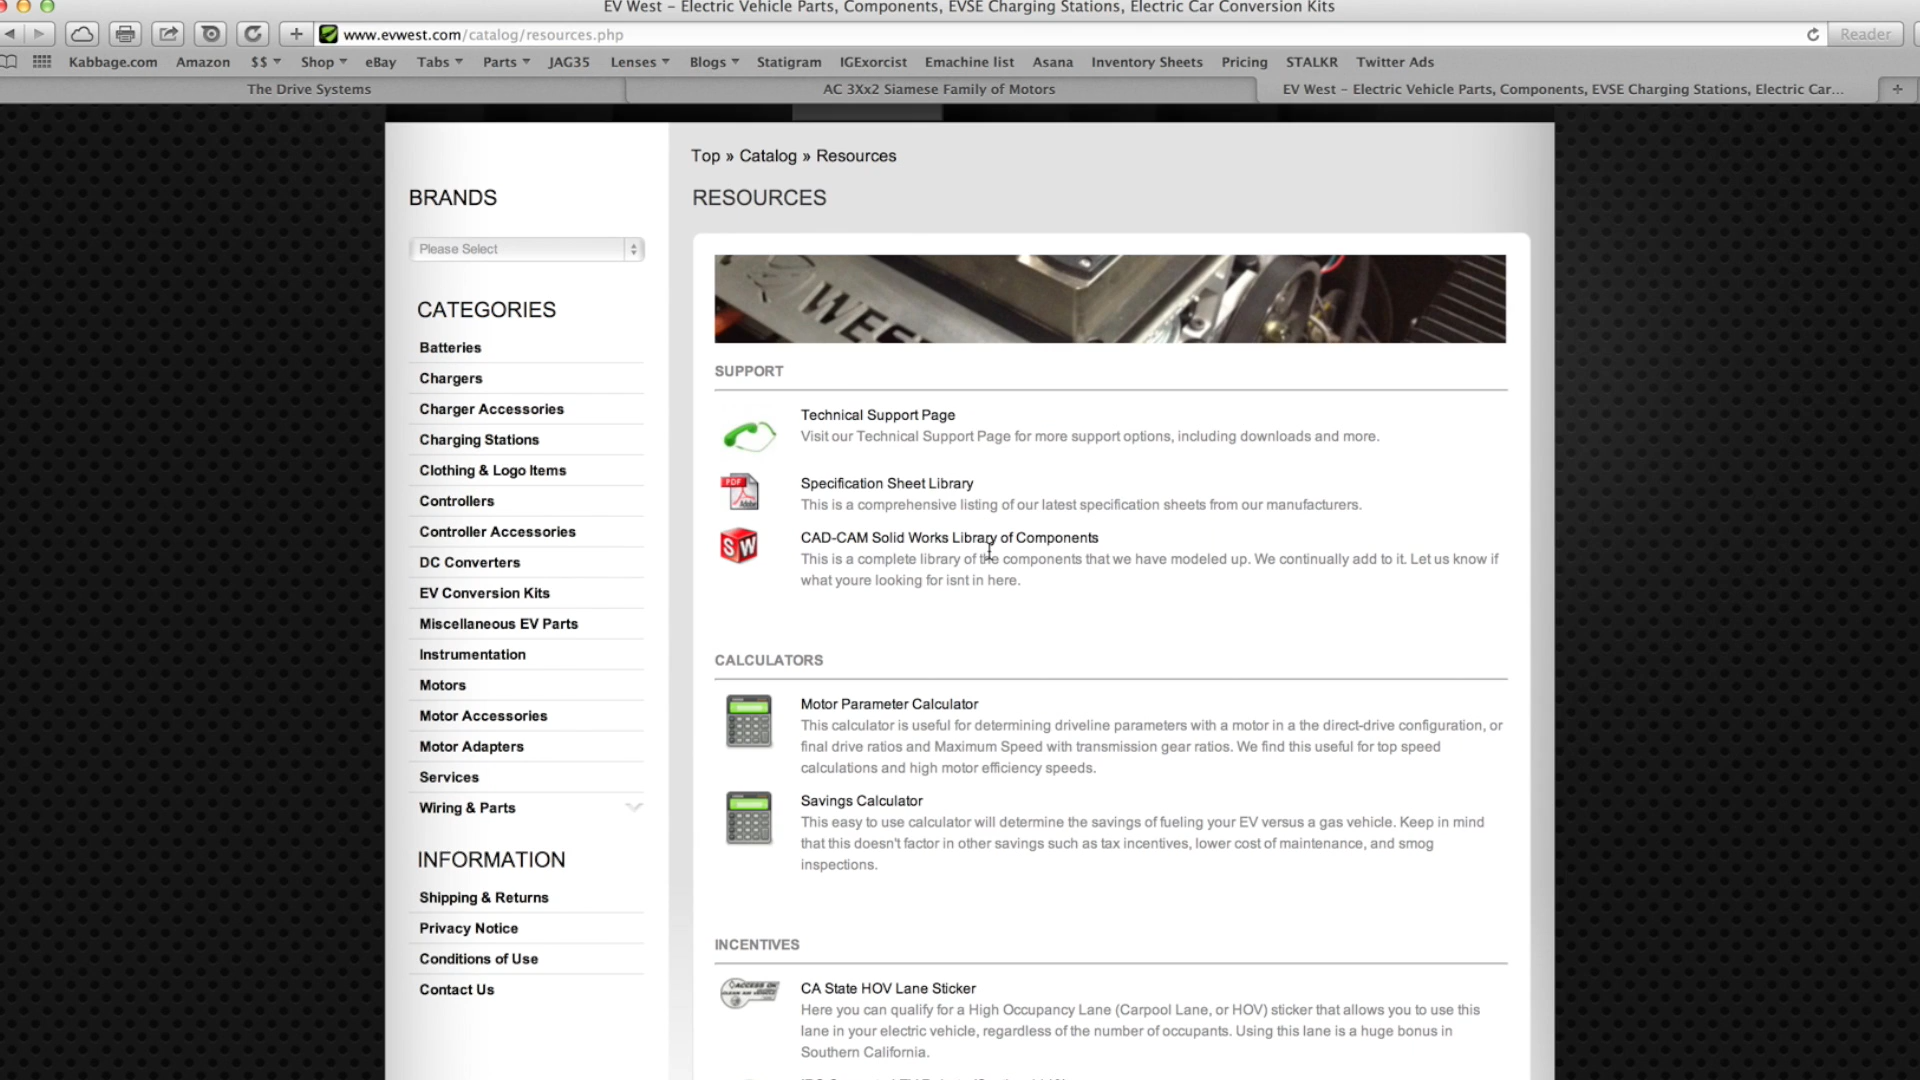 EV West – Electric Vehicle Parts, Components, EVSE Charging Stations, Electric Car Conversion Kits
www.evwest.com/catalog/resources.php
Reader
Kabbage.com Amazon $$ Shop eBay Tabs Parts JAG35 Lenses Blogs Statigram IGExorcist Emachine list Asana Inventory Sheets Pricing STALKR Twitter Ads
The Drive Systems
AC 3Xx2 Siamese Family of Motors
EV West – Electric Vehicle Parts, Components, EVSE Charging Stations, Electric Car...
BRANDS
Please Select
CATEGORIES
Batteries
Chargers
Charger Accessories
Charging Stations
Clothing & Logo Items
Controllers
Controller Accessories
DC Converters
EV Conversion Kits
Miscellaneous EV Parts
Instrumentation
Motors
Motor Accessories
Motor Adapters
Services
Wiring & Parts
INFORMATION
Shipping & Returns
Privacy Notice
Conditions of Use
Contact Us
Top » Catalog » Resources
RESOURCES
SUPPORT
Technical Support Page
Visit our Technical Support Page for more support options, including downloads and more.
PDF
Adobe
Specification Sheet Library
This is a comprehensive listing of our latest specification sheets from our manufacturers.
SW
CAD-CAM Solid Works Library of Components
This is a complete library of the components that we have modeled up. We continually add to it. Let us know if
what youre looking for isnt in here.
CALCULATORS
Motor Parameter Calculator
This calculator is useful for determining driveline parameters with a motor in a the direct-drive configuration, or
final drive ratios and Maximum Speed with transmission gear ratios. We find this useful for top speed
calculations and high motor efficiency speeds.
Savings Calculator
This easy to use calculator will determine the savings of fueling your EV versus a gas vehicle. Keep in mind
that this doesn't factor in other savings such as tax incentives, lower cost of maintenance, and smog
inspections.
INCENTIVES
CA State HOV Lane Sticker
Here you can qualify for a High Occupancy Lane (Carpool Lane, or HOV) sticker that allows you to use this
lane in your electric vehicle, regardless of the number of occupants. Using this lane is a huge bonus in
Southern California.